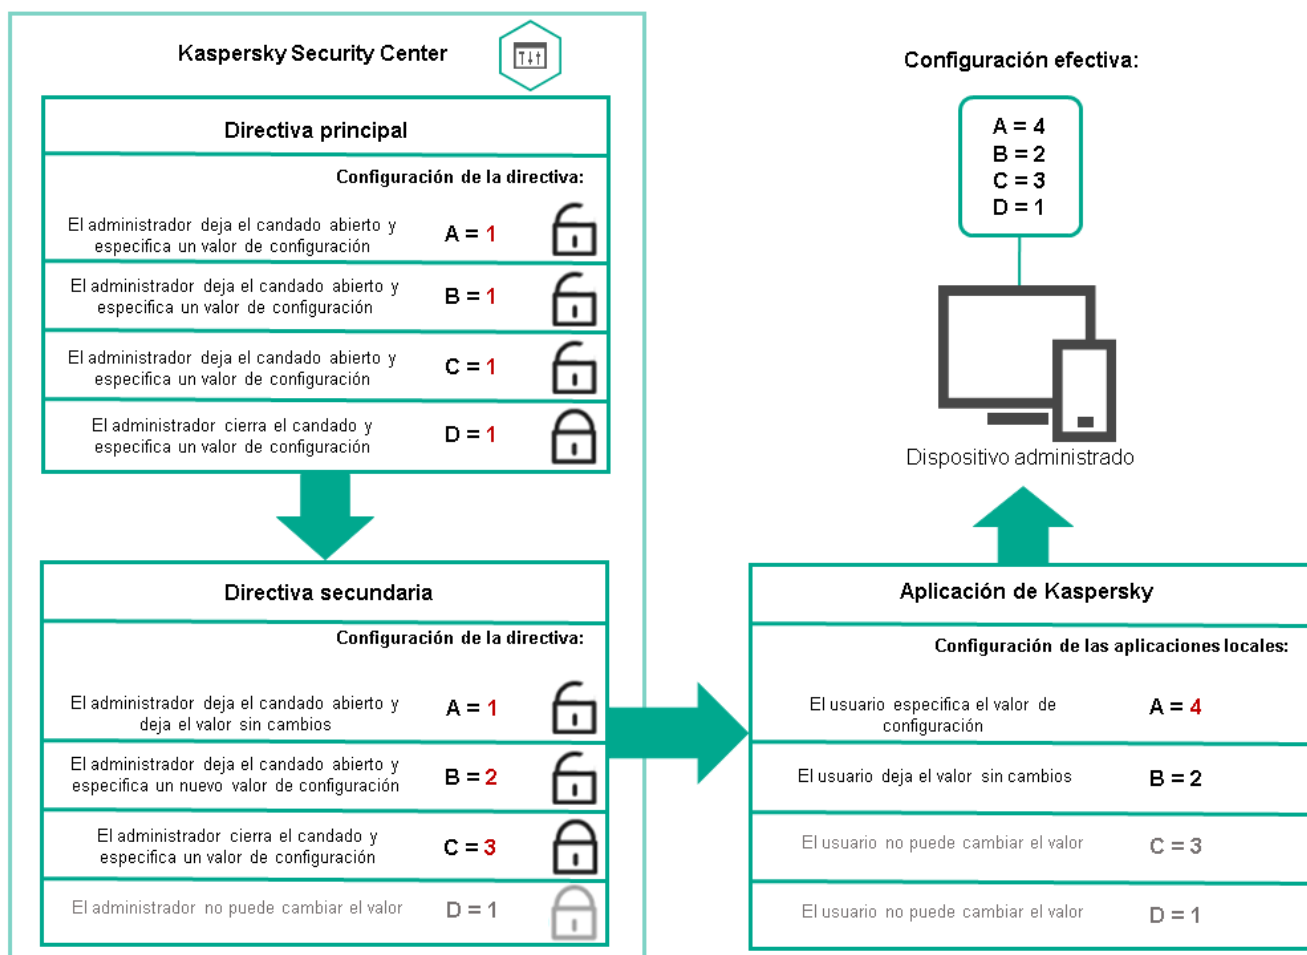 Kaspersky Security Center
Directiva principal
Configuración de la directiva:
El administrador deja el candado abierto y
especifica un valor de configuración
A = 1
El administrador deja el candado abierto y
especifica un valor de configuración
B = 1
El administrador deja el candado abierto y
especifica un valor de configuración
C = 1
El administrador cierra el candado y
especifica un valor de configuración
D = 1
Directiva secundaria
Configuración de la directiva:
El administrador deja el candado abierto y
deja el valor sin cambios
A = 1
El administrador deja el candado abierto y
especifica un nuevo valor de configuración
B = 2
El administrador cierra el candado y
especifica un valor de configuración
C = 3
El administrador no puede cambiar el valor
D = 1
Configuración efectiva:
A = 4
B = 2
C = 3
D = 1
Dispositivo administrado
Aplicación de Kaspersky
Configuración de las aplicaciones locales:
El usuario especifica el valor de
configuración
A = 4
El usuario deja el valor sin cambios
B = 2
El usuario no puede cambiar el valor
C = 3
El usuario no puede cambiar el valor
D = 1